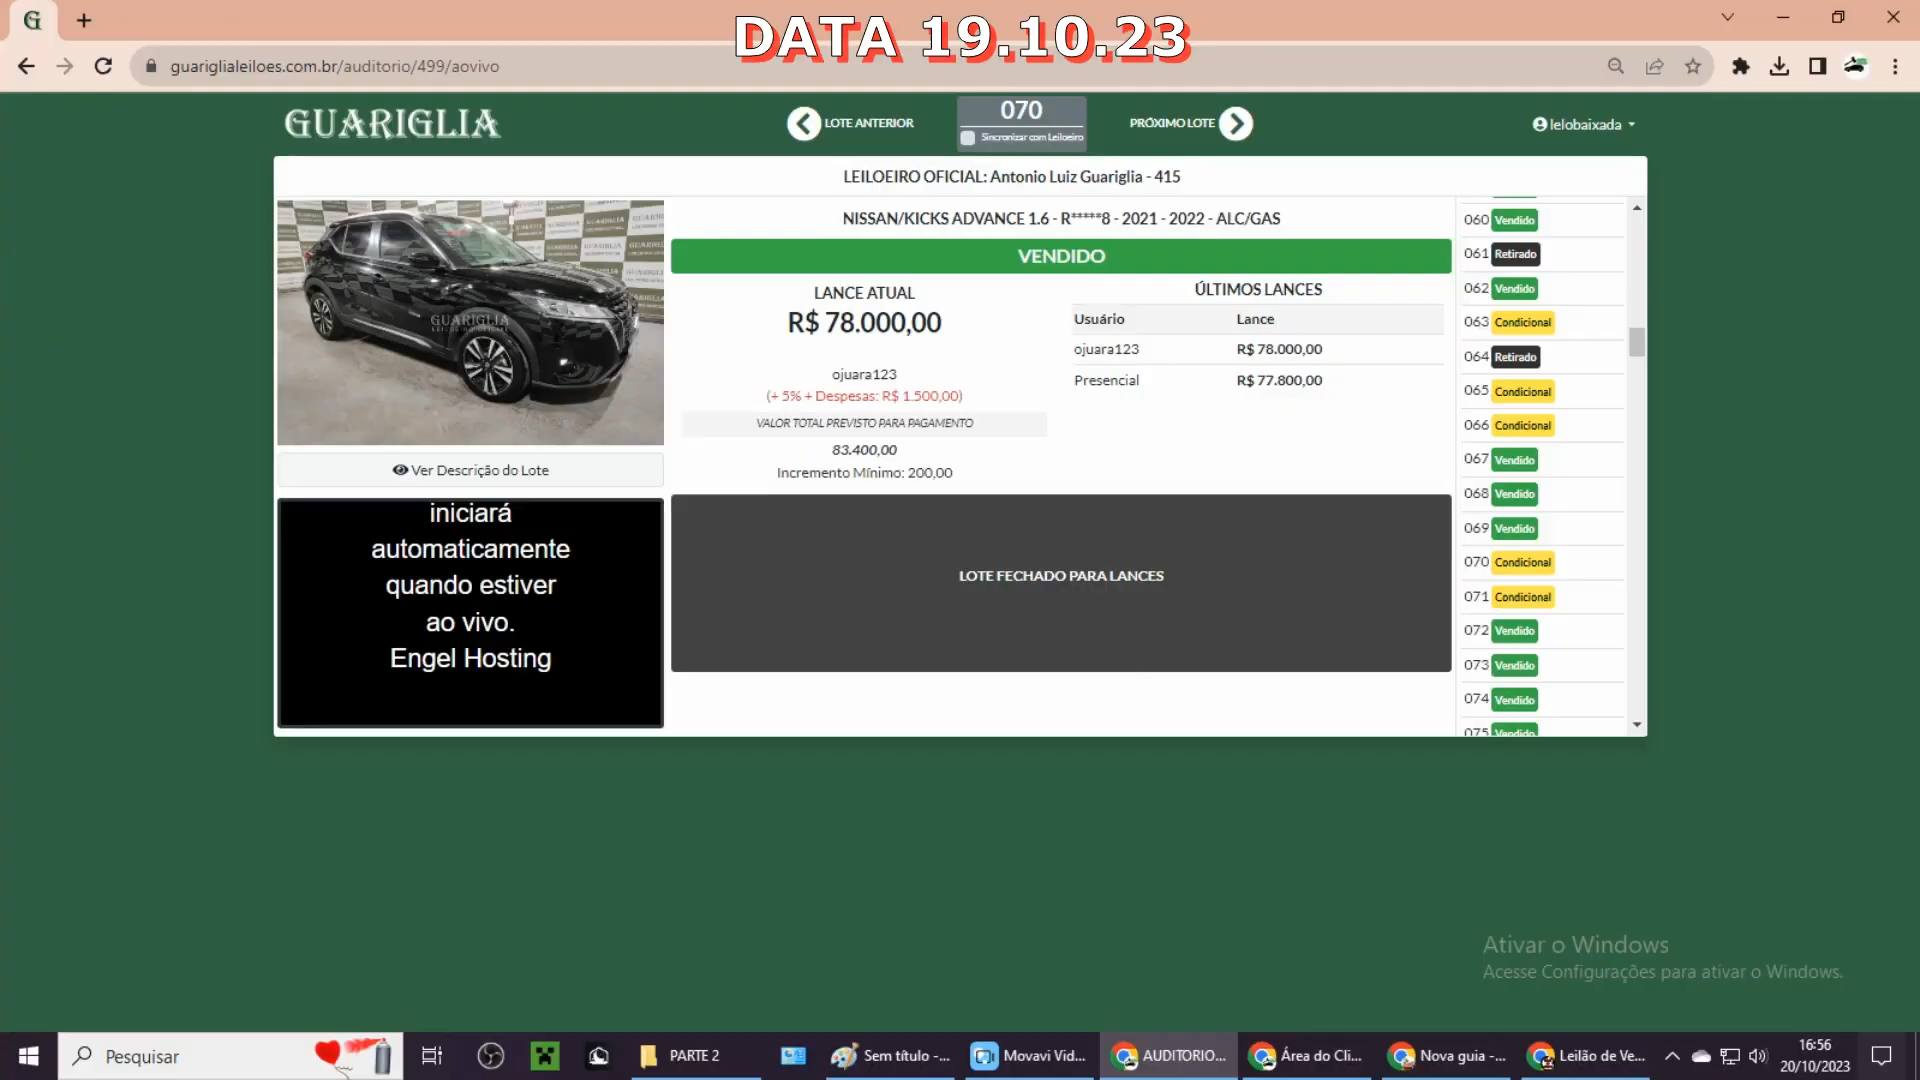 DATA 19.10.23
guariglialeiloes.com.br/auditorio/499/aovivo
GUARIGLIA
LOTE ANTERIOR
070
Sincronizar com Leiloeiro
PRÓXIMO LOTE
lelobaixada
LEILOEIRO OFICIAL: Antonio Luiz Guariglia - 415
NISSAN/KICKS ADVANCE 1.6 - R*****8 - 2021 - 2022 - ALC/GAS
VENDIDO
LANCE ATUAL
R$ 78.000,00
ojuara123
(+ 5% + Despesas: R$ 1.500,00)
VALOR TOTAL PREVISTO PARA PAGAMENTO
83.400,00
Incremento Mínimo: 200,00
ÚLTIMOS LANCES
Usuário Lance
ojuara123 R$ 78.000,00
Presencial R$ 77.800,00
GUARIGLIA
Ver Descrição do Lote
iniciará
automaticamente
quando estiver
ao vivo.
Engel Hosting
LOTE FECHADO PARA LANCES
060 Vendido
061 Retirado
062 Vendido
063 Condicional
064 Retirado
065 Condicional
066 Condicional
067 Vendido
068 Vendido
069 Vendido
070 Condicional
071 Condicional
072 Vendido
073 Vendido
074 Vendido
075 Vendido
Ativar o Windows
Acesse Configurações para ativar o Windows.
Pesquisar
PARTE 2
Sem título -...
Movavi Vid...
AUDITORIO...
Área do Cli...
Nova guia -...
Leilão de Ve...
16:56
20/10/2023